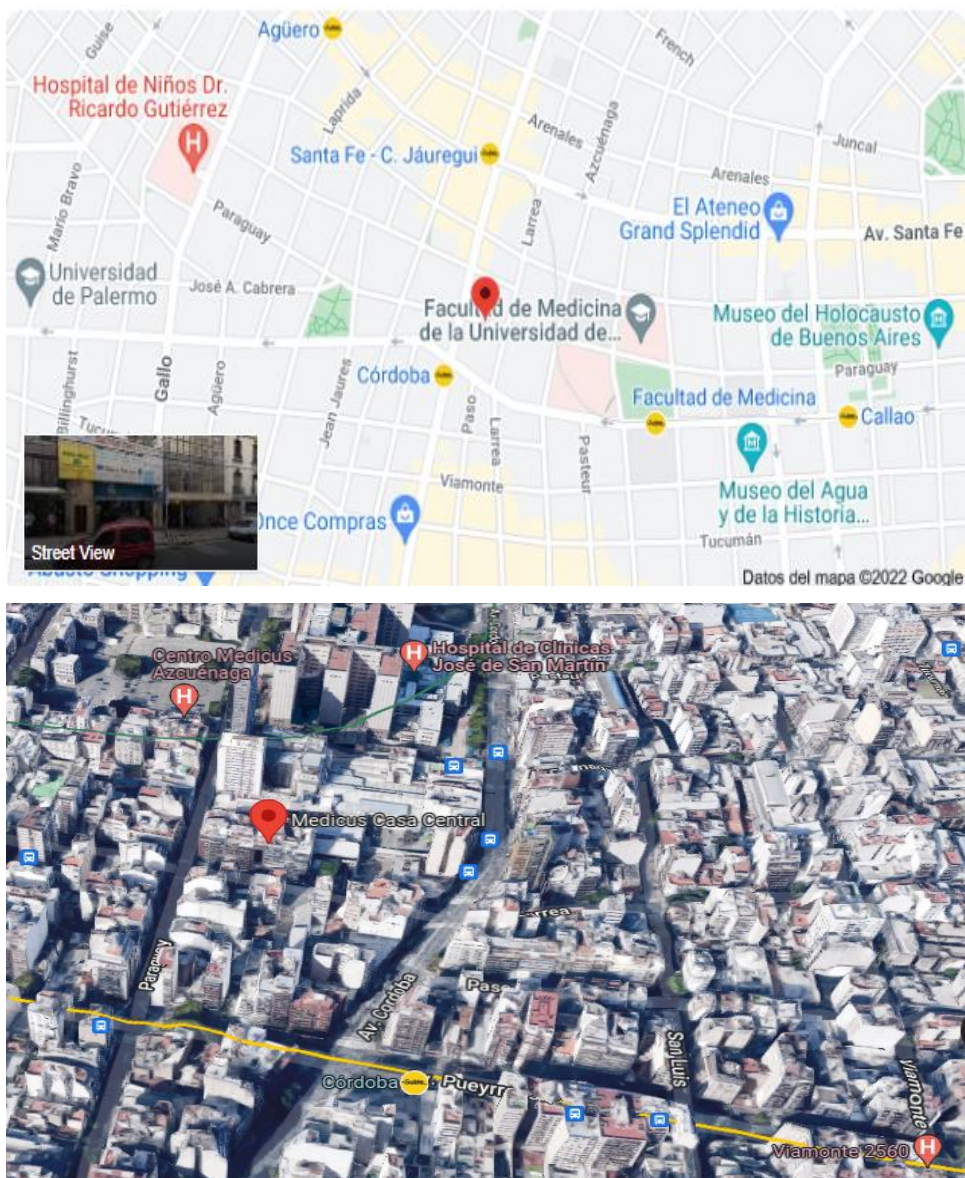 Agüero
Guise
French
Hospital de Niños Dr.
Ricardo Gutiérrez
Laprida
Arenales
Azcuénaga
Juncal
Santa Fe - C. Jáuregui
Mario Bravo
Larrea
Arenales
Paraguay
El Ateneo
Grand Splendid
Av. Santa Fe
Universidad
de Palermo
José A. Cabrera
Facultad de Medicina
de la Universidad de...
Museo del Holocausto
de Buenos Aires
Billinghurst
Gallo
Agüero
Jean Jaures
Córdoba
Paso
Larrea
Paraguay
Facultad de Medicina
Callao
Pasteur
Viamonte
Museo del Agua
y de la Historia...
Once Compras
Tucumán
Street View
Abasto Shopping
Datos del mapa ©2022 Google
Centro Medicus
Azcuénaga
Hospital de Clínicas
José de San Martín
Pasteur
Medicus Casa Central
Paraguay
Av. Córdoba
San Luis
Viamonte
Córdoba
Viamonte 2560